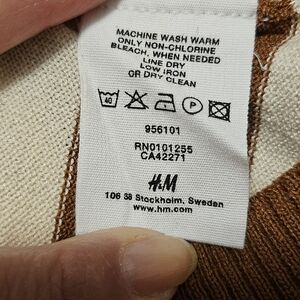 MACHINE WASH WARM
ONLY NON-CHLORINE
BLEACH, WHEN NEEDED
LINE DRY
LOW IRON
OR DRY CLEAN
40 P
956101
RN0101255
CA42271
H&M
106 38 Stockholm, Sweden
www.hm.com